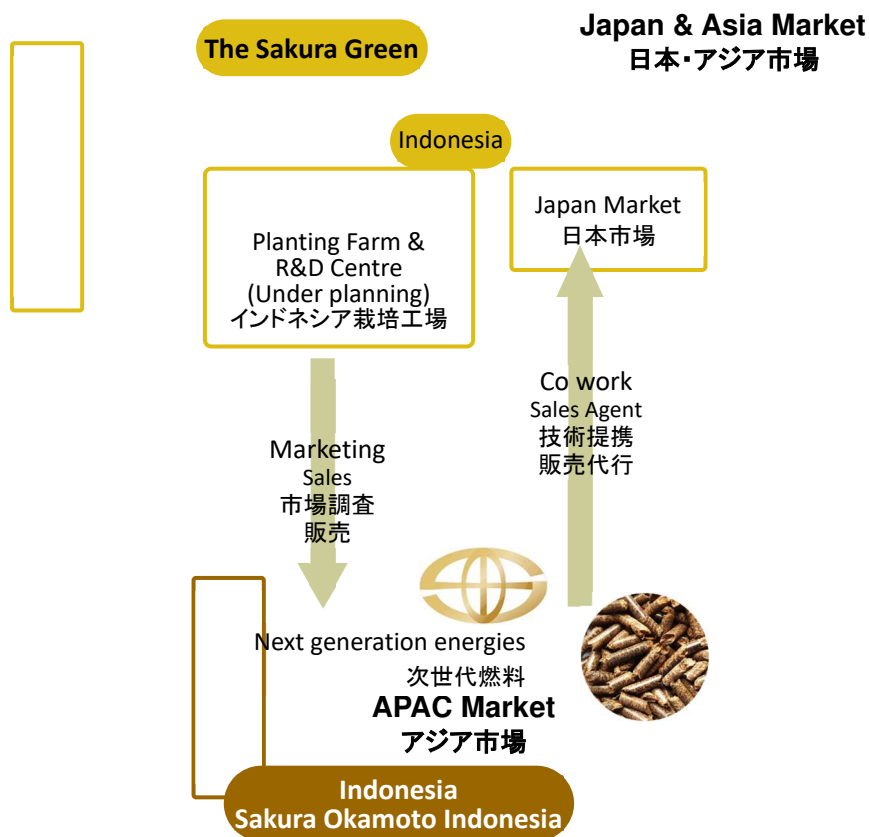 The Sakura Green
Japan & Asia Market
日本・アジア市場
Indonesia
Planting Farm &
R&D Centre
(Under planning)
インドネシア栽培工場
Japan Market
日本市場
Marketing
Sales
市場調査
販売
Co work
Sales Agent
技術提携
販売代行
Next generation energies
次世代燃料
APAC Market
アジア市場
Indonesia
Sakura Okamoto Indonesia